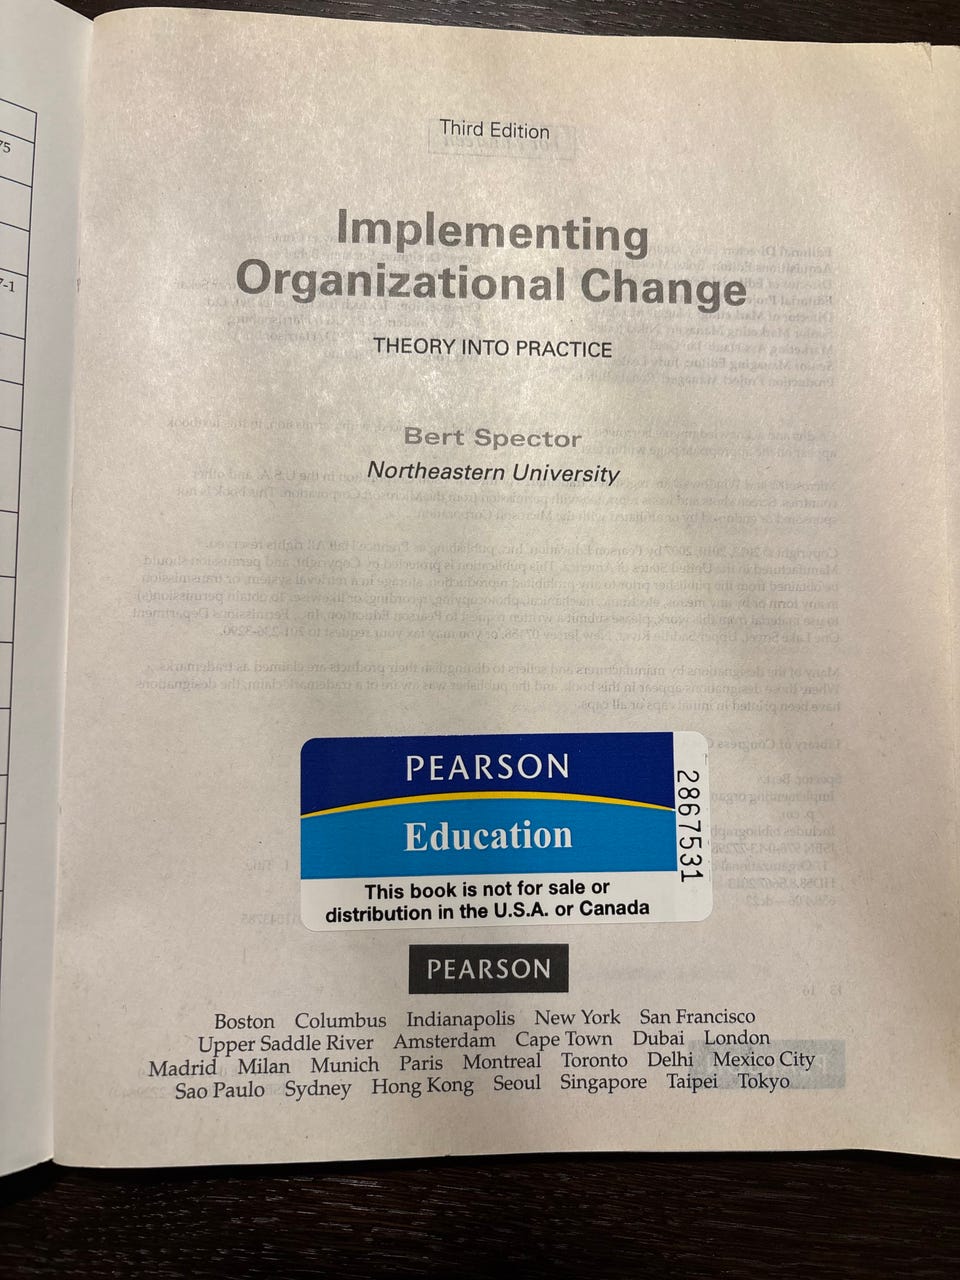 75
7-1
Third Edition
Implementing
Organizational Change
THEORY INTO PRACTICE
Bert Spector
Northeastern University
PEARSON
Education
2867531
This book is not for sale or
distribution in the U.S.A. or Canada
PEARSON
Boston Columbus Indianapolis New York San Francisco
Upper Saddle River Amsterdam Cape Town Dubai London
Madrid Milan Munich Paris Montreal Toronto Delhi Mexico City
Sao Paulo Sydney Hong Kong Seoul Singapore Taipei Tokyo